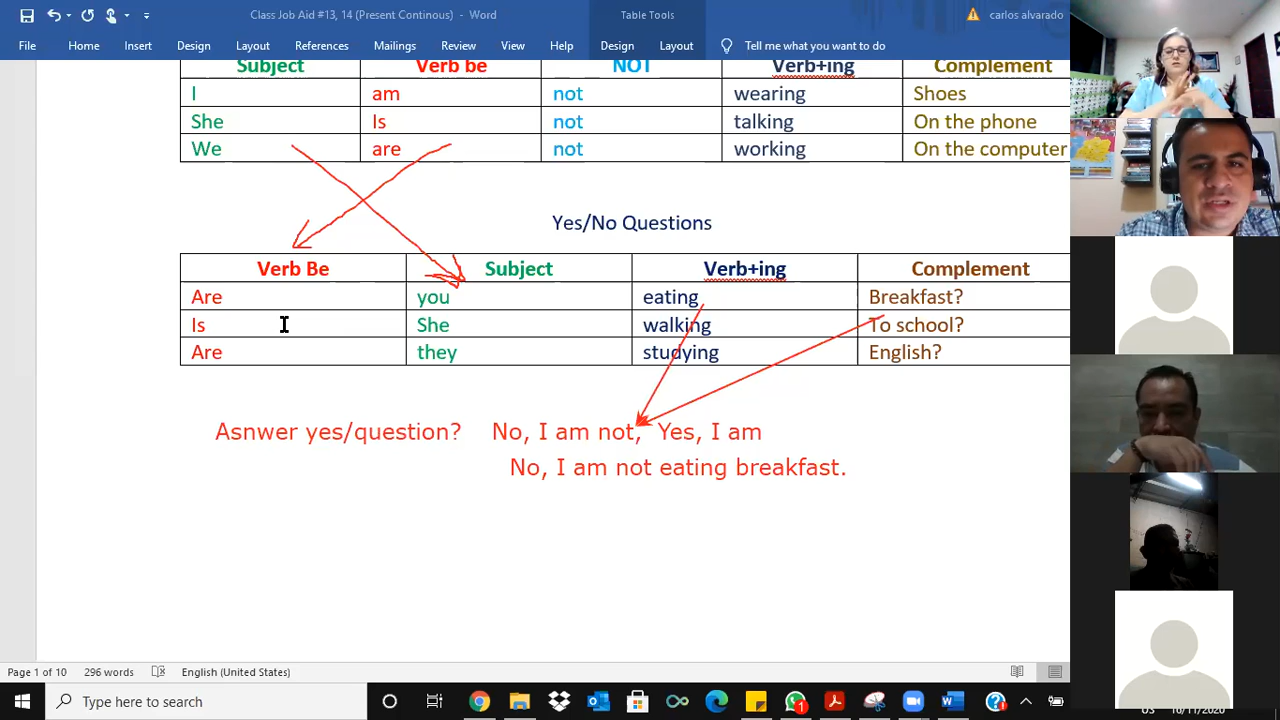 Class Job Aid #13, 14 (Present Continous) - Word
Table Tools
carlos alvarado
File Home Insert Design Layout References Mailings Review View Help Design Layout Tell me what you want to do
Subject Verb be NOT Verb+ing Complement
I am not wearing Shoes
She Is not talking On the phone
We are not working On the computer
Yes/No Questions
Verb Be Subject Verb+ing Complement
Are you eating Breakfast?
Is She walking To school?
Are they studying English?
Asnwer yes/question? No, I am not, Yes, I am
No, I am not eating breakfast.
Page 1 of 10 296 words English (United States)
Type here to search
1
US 16/11/2020